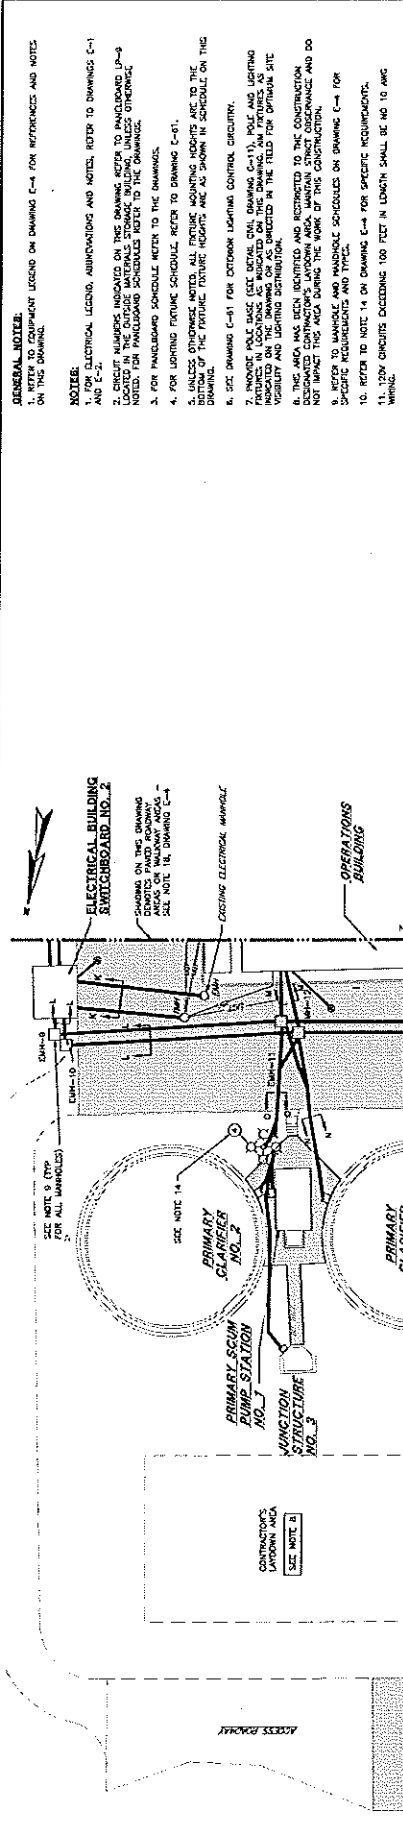 GENERAL NOTES:
1. REFER TO EQUIPMENT LEGEND ON DRAWING E-4 FOR REFERENCES AND NOTES
ON THIS DRAWING.
NOTES:
1. FOR ELECTRICAL LEGEND, ABBREVIATIONS AND NOTES, REFER TO DRAWINGS E-1
AND E-2.
2. CIRCUIT NUMBERS INDICATED ON THIS DRAWING REFER TO PANELBOARD LP-9
LOCATED IN THE OUTSIDE MATERIALS STORAGE BUILDING, UNLESS OTHERWISE
NOTED. FOR PANELBOARD SCHEDULES REFER TO THE DRAWINGS.
3. FOR PANELBOARD SCHEDULE REFER TO THE DRAWINGS.
4. FOR LIGHTING FIXTURE SCHEDULE, REFER TO DRAWING E-61.
5. UNLESS OTHERWISE NOTED, ALL FIXTURE MOUNTING HEIGHTS ARE TO THE
BOTTOM OF THE FIXTURE. FIXTURE HEIGHTS ARE AS SHOWN IN SCHEDULE ON THIS
DRAWING.
6. SEE DRAWING E-61 FOR EXTERIOR LIGHTING CONTROL CIRCUITRY.
7. PROVIDE POLE BASE (SEE DETAIL CIVIL DRAWING C-11), POLE AND LIGHTING
FIXTURES IN LOCATIONS AS INDICATED ON THIS DRAWING. AIM FIXTURES AS
INDICATED ON THE DRAWING OR AS DIRECTED IN THE FIELD FOR OPTIMUM SITE
VISIBILITY AND LIGHTING DISTRIBUTION.
8. THIS AREA HAS BEEN IDENTIFIED AND RESTRICTED TO THE CONSTRUCTION
DESIGNATED CONTRACTOR'S LAYDOWN AREA. MAINTAIN STRICT OBSERVANCE AND DO
NOT IMPACT THIS AREA DURING THE WORK OF THIS CONSTRUCTION.
9. REFER TO MANHOLE AND HANDHOLE SCHEDULES ON DRAWING E-4 FOR
SPECIFIC REQUIREMENTS AND TYPES.
10. REFER TO NOTE 14 ON DRAWING E-4 FOR SPECIFIC REQUIREMENTS.
11. 120V CIRCUITS EXCEEDING 100 FEET IN LENGTH SHALL BE NO 10 AWG
WIRING.
ELECTRICAL BUILDING
SWITCHBOARD NO. 2
SHADING ON THIS DRAWING
DENOTES PAVED ROADWAY
AREAS OR WALKWAY AREAS -
SEE NOTE 18, DRAWING E-4
EXISTING ELECTRICAL MANHOLE
OPERATIONS
BUILDING
L
L
EMH-9
EMH-10
K
K
L
L
EMH
M
M
EMH-11
N
N
SEE NOTE 9 (TYP
FOR ALL MANHOLES)
SEE NOTE 14
4
PRIMARY
CLARIFIER
NO. 2
PRIMARY
PRIMARY SCUM
PUMP STATION
NO. 1
JUNCTION
STRUCTURE
NO. 3
CONTRACTOR'S
LAYDOWN AREA
SEE NOTE 8
ACCESS ROADWAY